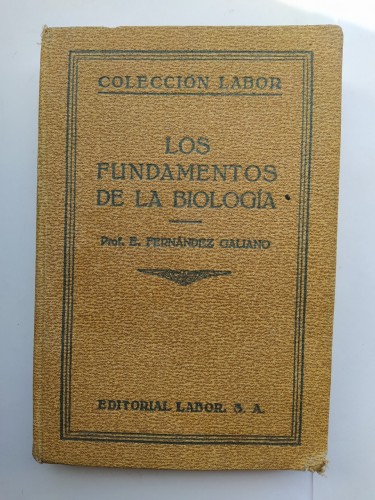 COLECCIÓN LABOR
LOS
FUNDAMENTOS
DE LA BIOLOGÍA
Prof. E. FERNÁNDEZ GALIANO
EDITORIAL LABOR, S. A.